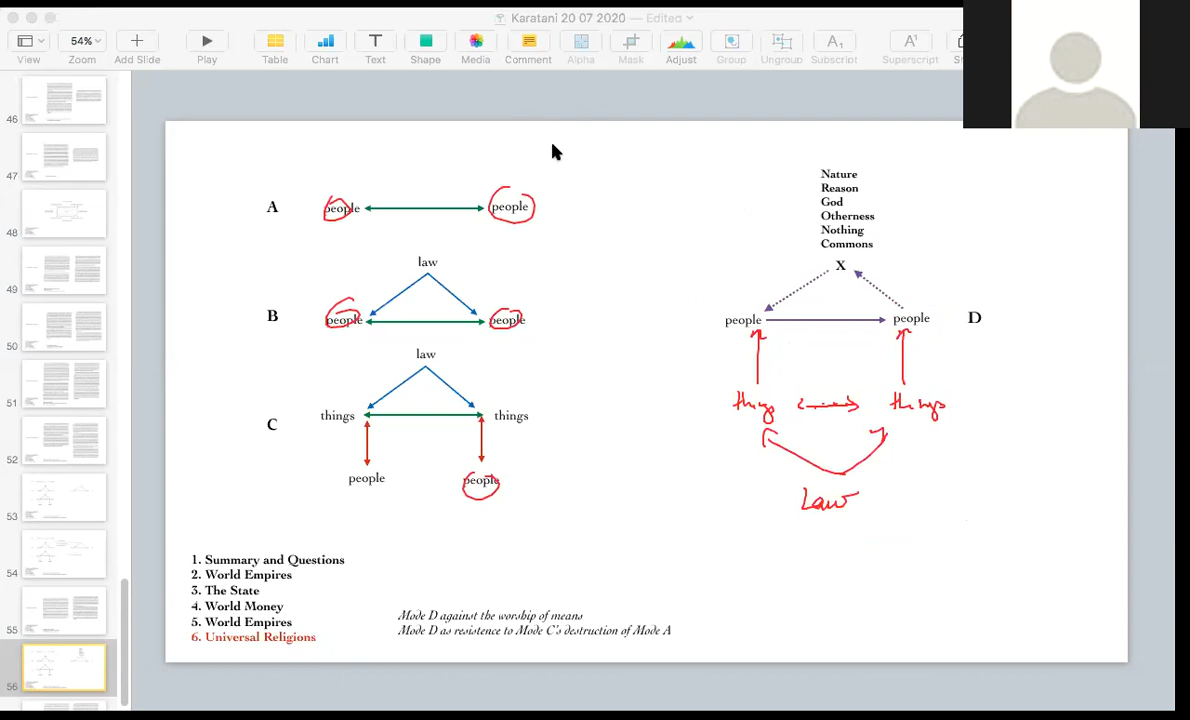 Karatani 20 07 2020 — Edited
54%
View
Zoom
Add Slide
Play
Table
Chart
Text
Shape
Media
Comment
Alpha
Mask
Adjust
Group
Ungroup
Subscript
Superscript
46
47
48
49
50
51
52
53
54
55
56
A
people
people
law
B
people
people
law
C
things
things
people
people
Nature
Reason
God
Otherness
Nothing
Commons
X
people
people
D
things
things
Law
1. Summary and Questions
2. World Empires
3. The State
4. World Money
5. World Empires
6. Universal Religions
Mode D against the worship of means
Mode D as resistence to Mode C's destruction of Mode A